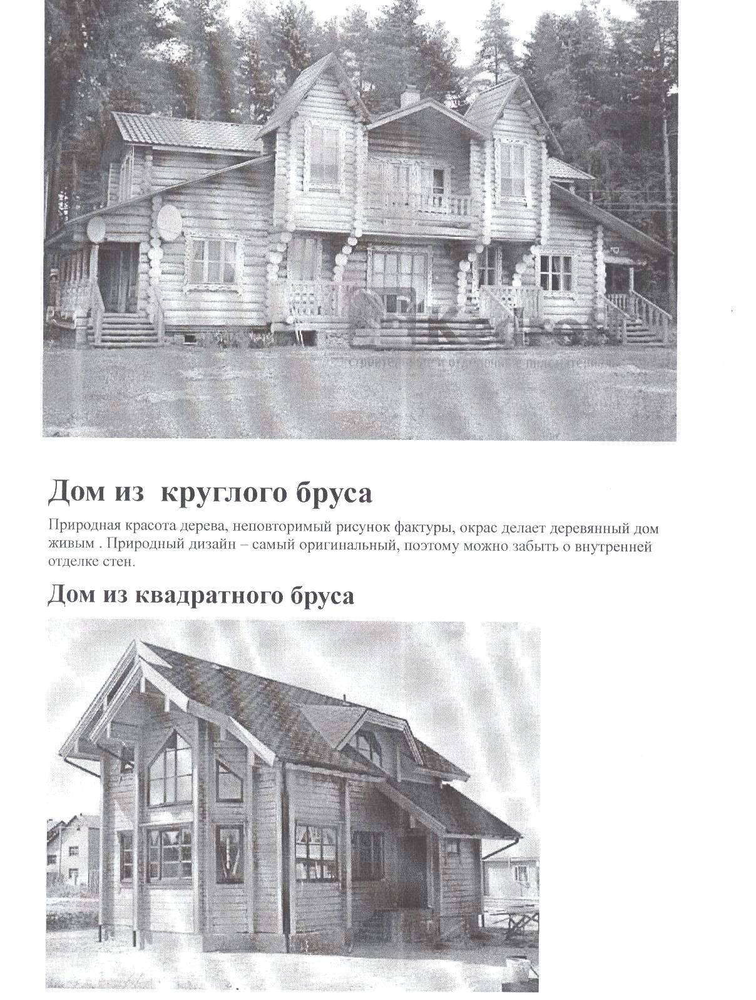 Дом из круглого бруса
Природная красота дерева, неповторимый рисунок фактуры, окрас делает деревянный дом
живым . Природный дизайн – самый оригинальный, поэтому можно забыть о внутренней
отделке стен.
Дом из квадратного бруса